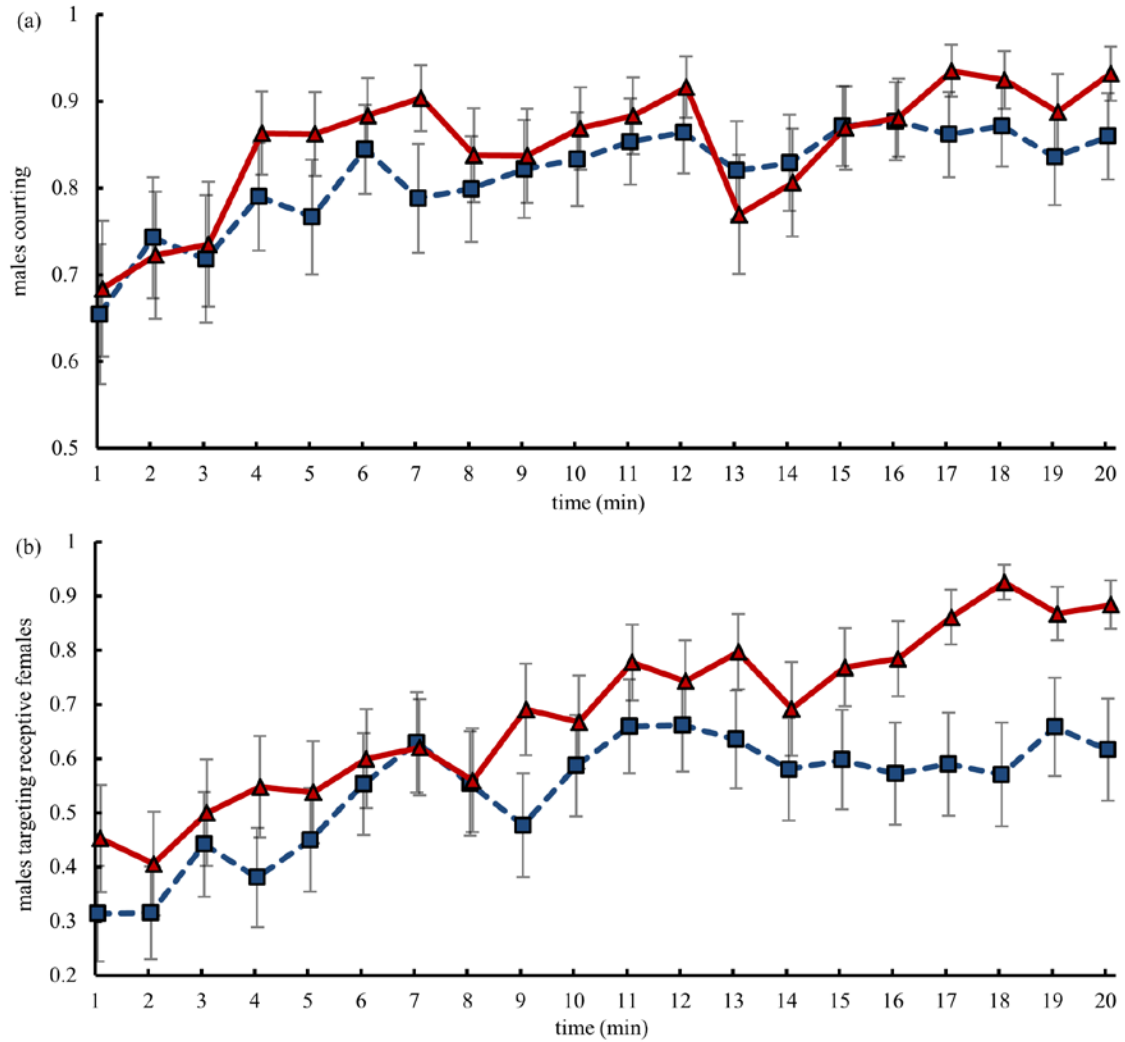 (a)
males courting
1
0.9
0.8
0.7
0.6
0.5
1 2 3 4 5 6 7 8 9 10 11 12 13 14 15 16 17 18 19 20
time (min)
(b)
males targeting receptive females
1
0.9
0.8
0.7
0.6
0.5
0.4
0.3
0.2
1 2 3 4 5 6 7 8 9 10 11 12 13 14 15 16 17 18 19 20
time (min)